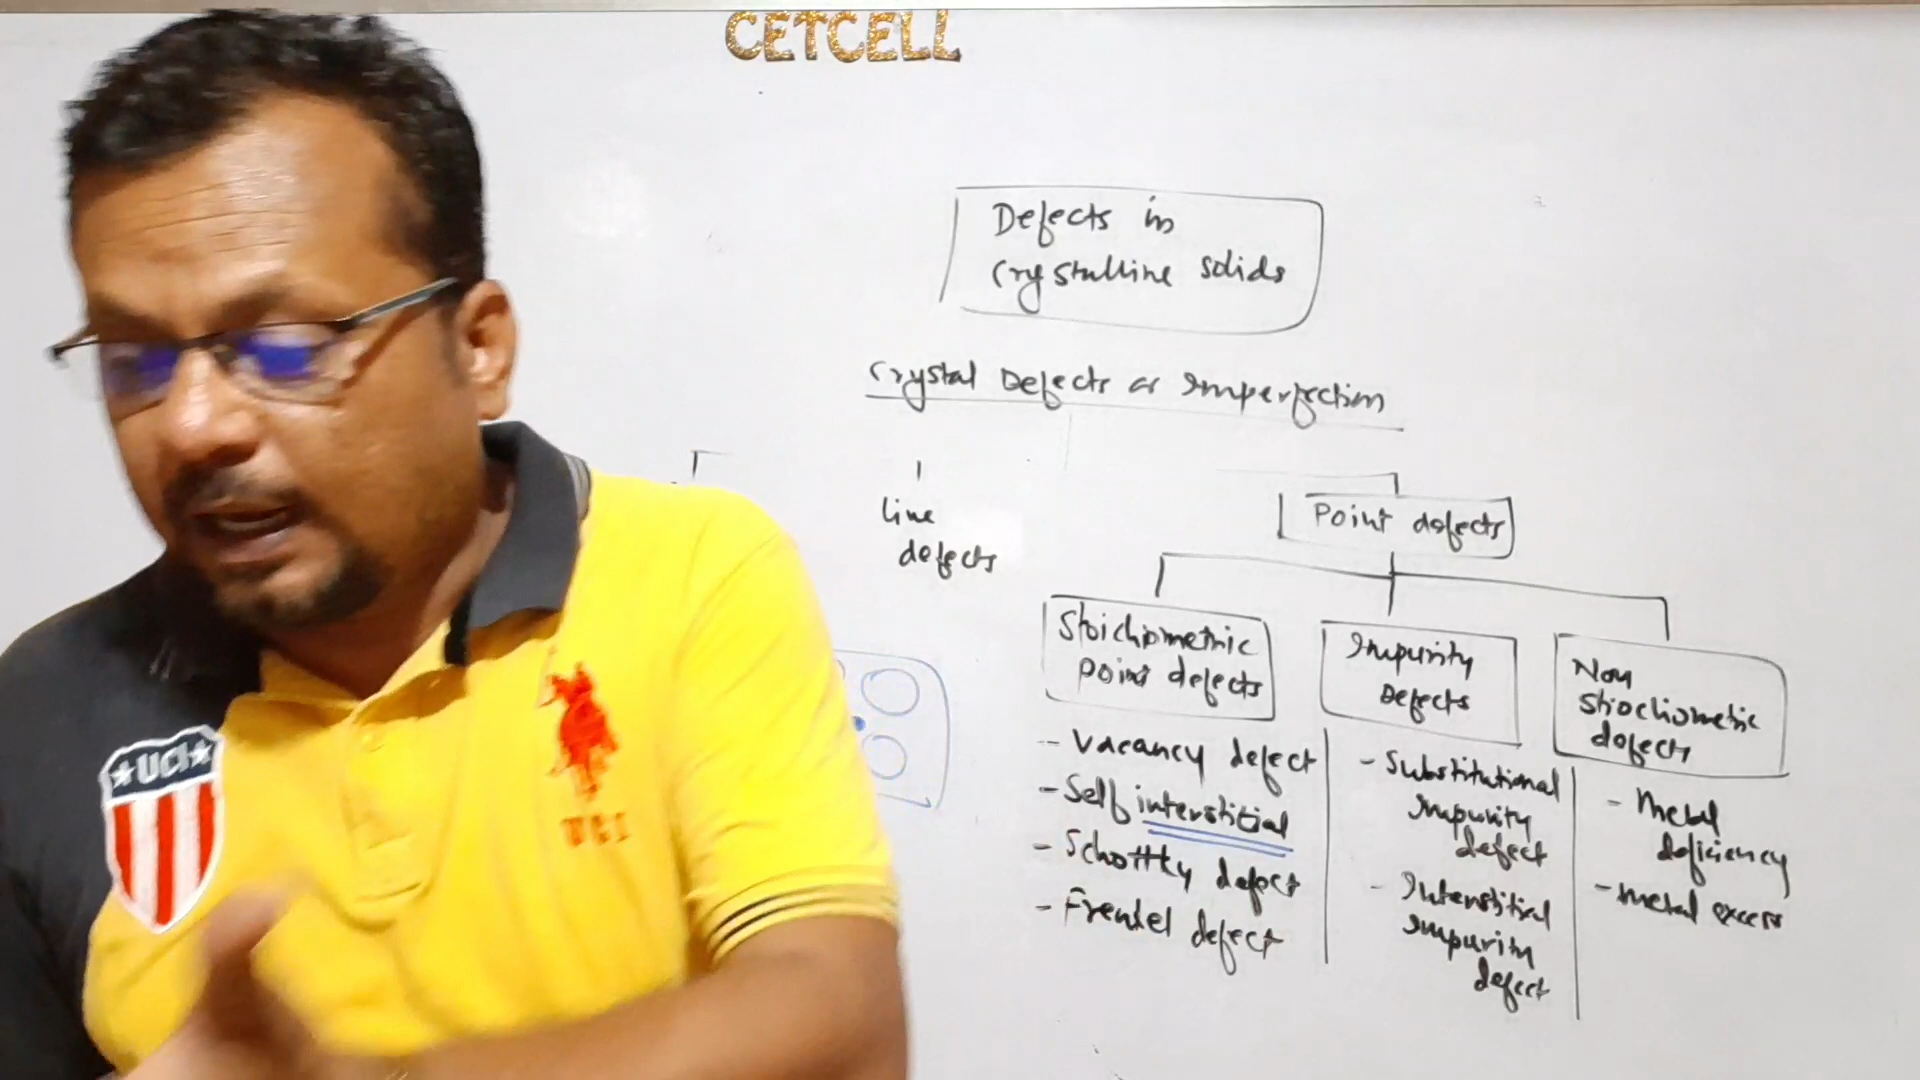 CETCELL
Defects in
Crystalline solids
Crystal Defects or Imperfection
line
defects
Point defects
Stoichiometric
point defects
- Vacancy defect
- Self interstitial
- Schottky defect
- Frenkel defect
Impurity
Defects
- Substitutional
impurity
defect
- Interstitial
impurity
defect
Non
Stiochiometric
defects
- Metal
deficiency
- metal excess
UCI